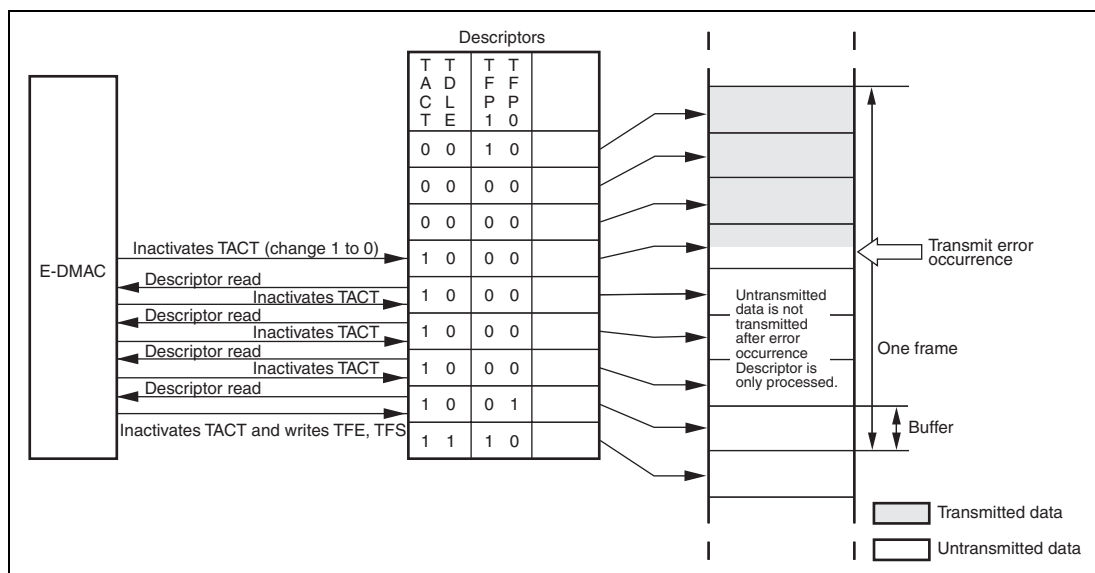 Descriptors
TACT TDLE TFP1 TFP0
0 0 1 0
0 0 0 0
0 0 0 0
Inactivates TACT (change 1 to 0)
1 0 0 0
Transmit error
occurrence
E-DMAC
Descriptor read
1 0 0 0
Inactivates TACT
Descriptor read
1 0 0 0
Inactivates TACT
Descriptor read
1 0 0 0
Inactivates TACT
Descriptor read
1 0 0 1
Inactivates TACT and writes TFE, TFS
1 1 1 0
Untransmitted
data is not
transmitted
after error
occurrence
Descriptor is
only processed.
One frame
Buffer
Transmitted data
Untransmitted data